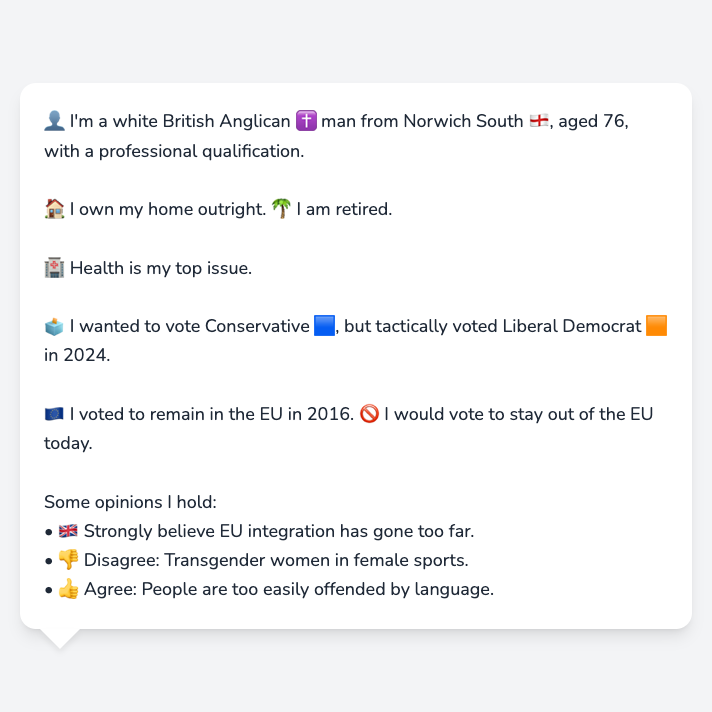 👤 I'm a white British Anglican ✝️ man from Norwich South 🏴󠁧󠁢󠁥󠁮󠁧󠁿, aged 76,
with a professional qualification.
🏠 I own my home outright. 🌴 I am retired.
🏥 Health is my top issue.
🗳️ I wanted to vote Conservative 🟦, but tactically voted Liberal Democrat 🟧
in 2024.
🇪🇺 I voted to remain in the EU in 2016. 🚫 I would vote to stay out of the EU
today.
Some opinions I hold:
• 🇬🇧 Strongly believe EU integration has gone too far.
• 👎 Disagree: Transgender women in female sports.
• 👍 Agree: People are too easily offended by language.